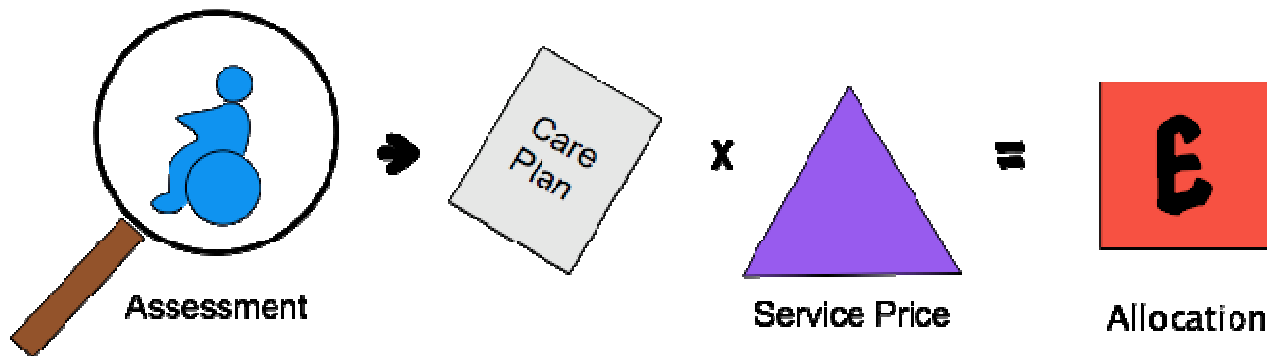 Care
Plan
x
=
£
Assessment
Service Price
Allocation